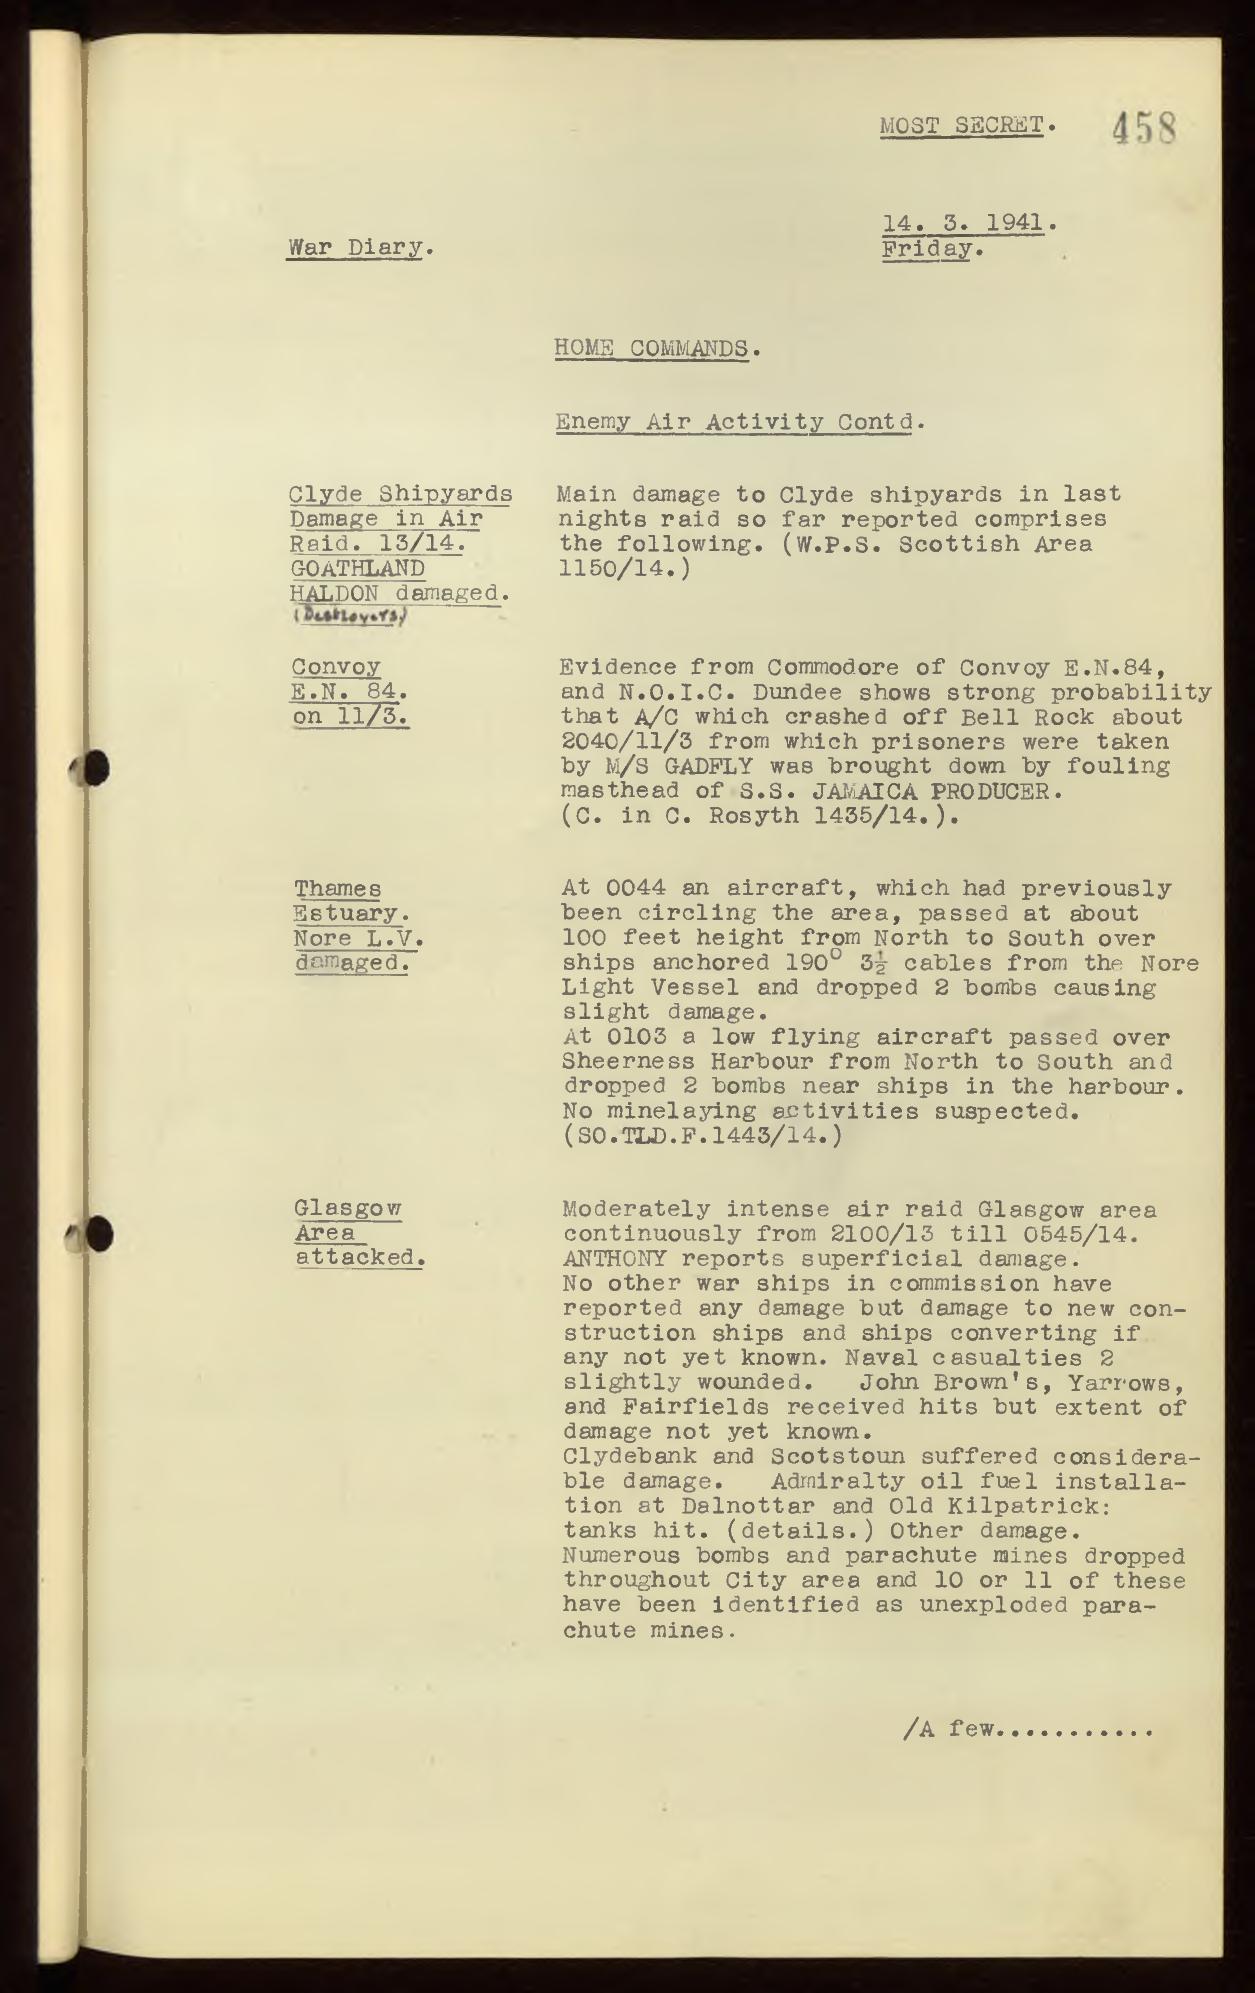 MOST SECRET. 458
14. 3. 1941.
War Diary. Friday.
HOME COMMANDS.
Enemy Air Activity Contd.
Clyde Shipyards
Damage in Air
Raid. 13/14.
GOATHLAND
HALDON damaged.
(Destroyers)
Main damage to Clyde shipyards in last
nights raid so far reported comprises
the following. (W.P.S. Scottish Area
1150/14.)
Convoy
E.N. 84.
on 11/3.
Evidence from Commodore of Convoy E.N.84,
and N.O.I.C. Dundee shows strong probability
that A/C which crashed off Bell Rock about
2040/11/3 from which prisoners were taken
by M/S GADFLY was brought down by fouling
masthead of S.S. JAMAICA PRODUCER.
(C. in C. Rosyth 1435/14.).
Thames
Estuary.
Nore L.V.
damaged.
At 0044 an aircraft, which had previously
been circling the area, passed at about
100 feet height from North to South over
ships anchored 190° 3½ cables from the Nore
Light Vessel and dropped 2 bombs causing
slight damage.
At 0103 a low flying aircraft passed over
Sheerness Harbour from North to South and
dropped 2 bombs near ships in the harbour.
No minelaying activities suspected.
(SO.TLD.F.1443/14.)
Glasgow
Area
attacked.
Moderately intense air raid Glasgow area
continuously from 2100/13 till 0545/14.
ANTHONY reports superficial damage.
No other war ships in commission have
reported any damage but damage to new con-
struction ships and ships converting if
any not yet known. Naval casualties 2
slightly wounded. John Brown's, Yarrows,
and Fairfields received hits but extent of
damage not yet known.
Clydebank and Scotstoun suffered considera-
ble damage. Admiralty oil fuel installa-
tion at Dalnottar and Old Kilpatrick:
tanks hit. (details.) Other damage.
Numerous bombs and parachute mines dropped
throughout City area and 10 or 11 of these
have been identified as unexploded para-
chute mines.
/A few...........